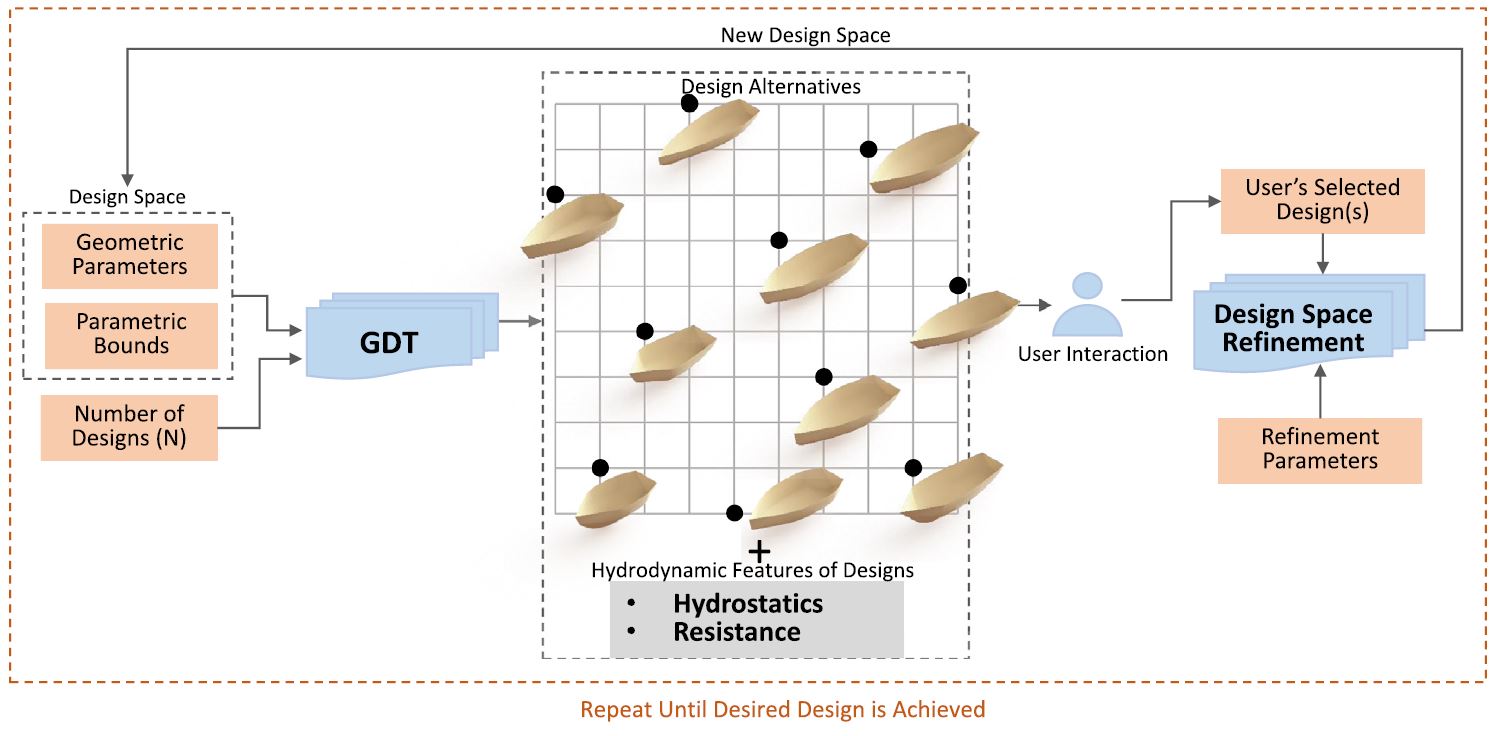 New Design Space
Design Alternatives
Design Space
Geometric
Parameters
Parametric
Bounds
Number of
Designs (N)
GDT
User Interaction
User's Selected
Design(s)
Design Space
Refinement
Refinement
Parameters
+
Hydrodynamic Features of Designs
• Hydrostatics
• Resistance
Repeat Until Desired Design is Achieved